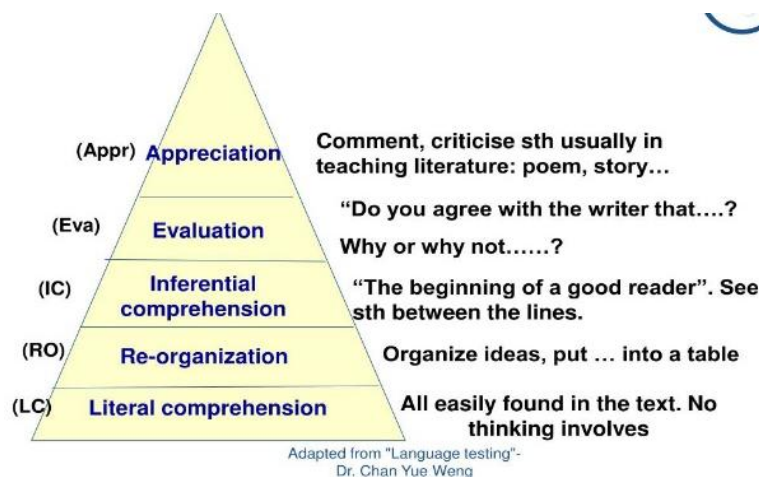 (Appr) Appreciation
Comment, criticise sth usually in
teaching literature: poem, story…
(Eva) Evaluation
“Do you agree with the writer that….?
Why or why not……?
(IC) Inferential
comprehension
“The beginning of a good reader”. See
sth between the lines.
(RO) Re-organization
Organize ideas, put … into a table
(LC) Literal comprehension
All easily found in the text. No
thinking involves
Adapted from "Language testing"-
Dr. Chan Yue Weng